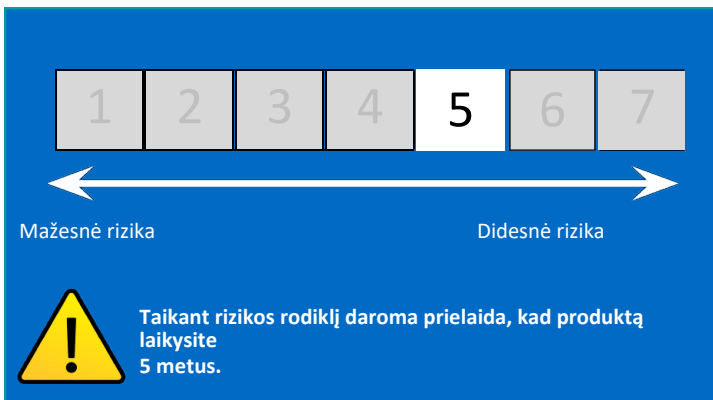 1 2 3 4 5 6 7
Mažesnė rizika Didesnė rizika
Taikant rizikos rodiklį daroma prielaida, kad produktą
laikysite
5 metus.